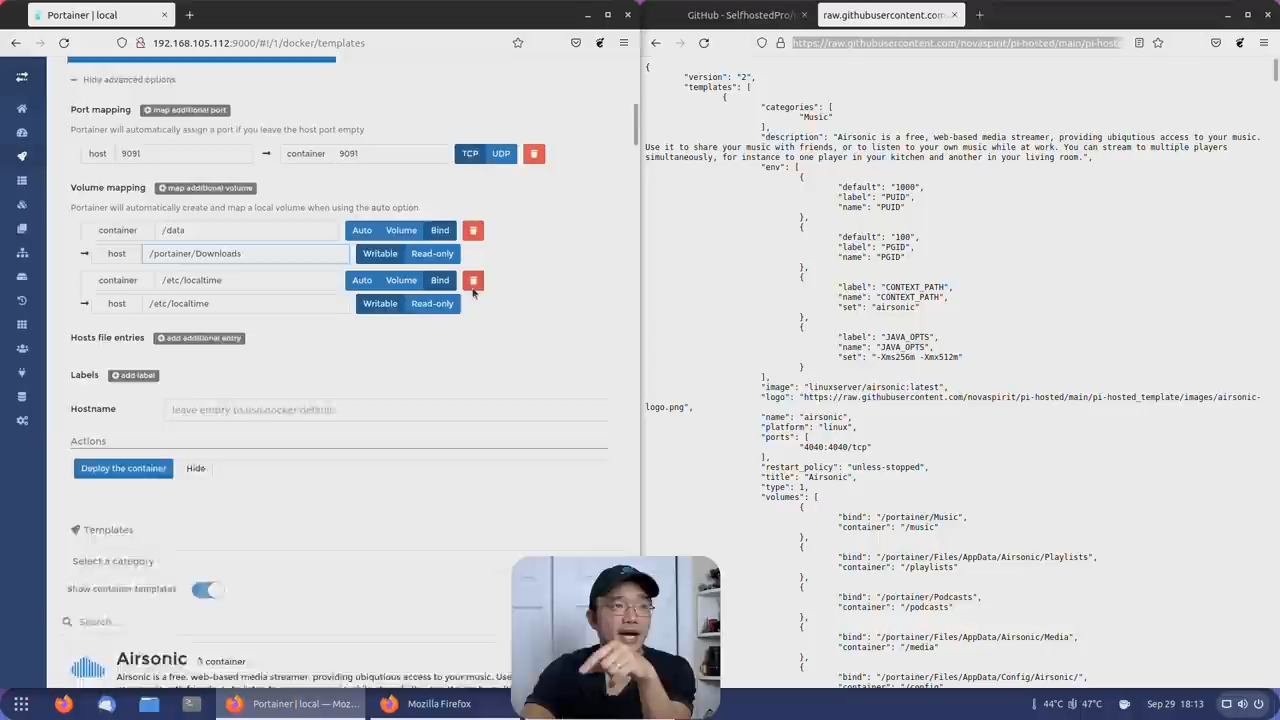 Portainer | local
192.168.105.112:9000/#!/1/docker/templates
Hide advanced options
Port mapping map additional port
Portainer will automatically assign a port if you leave the host port empty
host 9091 → container 9091 TCP UDP
Volume mapping map additional volume
Portainer will automatically create and map a local volume when using the auto option.
container /data Auto Volume Bind
→ host /portainer/Downloads Writable Read-only
container /etc/localtime Auto Volume Bind
→ host /etc/localtime Writable Read-only
Hosts file entries add additional entry
Labels add label
Hostname leave empty to use docker default
Actions
Deploy the container Hide
Templates
Select a category
Show container templates
Search...
Airsonic container
Airsonic is a free, web-based media streamer, providing ubiquitous access to your music. Use
GitHub - SelfhostedPro/
raw.githubusercontent.com
https://raw.githubusercontent.com/novaspirit/pi-hosted/main/pi-host
{
"version": "2",
"templates": [
{
"categories": [
"Music"
],
"description": "Airsonic is a free, web-based media streamer, providing ubiqutious access to your music.
Use it to share your music with friends, or to listen to your own music while at work. You can stream to multiple players
simultaneously, for instance to one player in your kitchen and another in your living room.",
"env": [
{
"default": "1000",
"label": "PUID",
"name": "PUID"
},
{
"default": "100",
"label": "PGID",
"name": "PGID"
},
{
"label": "CONTEXT_PATH",
"name": "CONTEXT_PATH",
"set": "airsonic"
},
{
"label": "JAVA_OPTS",
"name": "JAVA_OPTS",
"set": "-Xms256m -Xmx512m"
}
],
"image": "linuxserver/airsonic:latest",
"logo": "https://raw.githubusercontent.com/novaspirit/pi-hosted/main/pi-hosted_template/images/airsonic-
logo.png",
"name": "airsonic",
"platform": "linux",
"ports": [
"4040:4040/tcp"
],
"restart_policy": "unless-stopped",
"title": "Airsonic",
"type": 1,
"volumes": [
{
"bind": "/portainer/Music",
"container": "/music"
},
{
"bind": "/portainer/Files/AppData/Airsonic/Playlists",
"container": "/playlists"
},
{
"bind": "/portainer/Podcasts",
"container": "/podcasts"
},
{
"bind": "/portainer/Files/AppData/Airsonic/Media",
"container": "/media"
},
{
"bind": "/portainer/Files/AppData/Config/Airsonic/",
Portainer | local — Moz...
Mozilla Firefox
44°C 47°C Sep 29 18:13